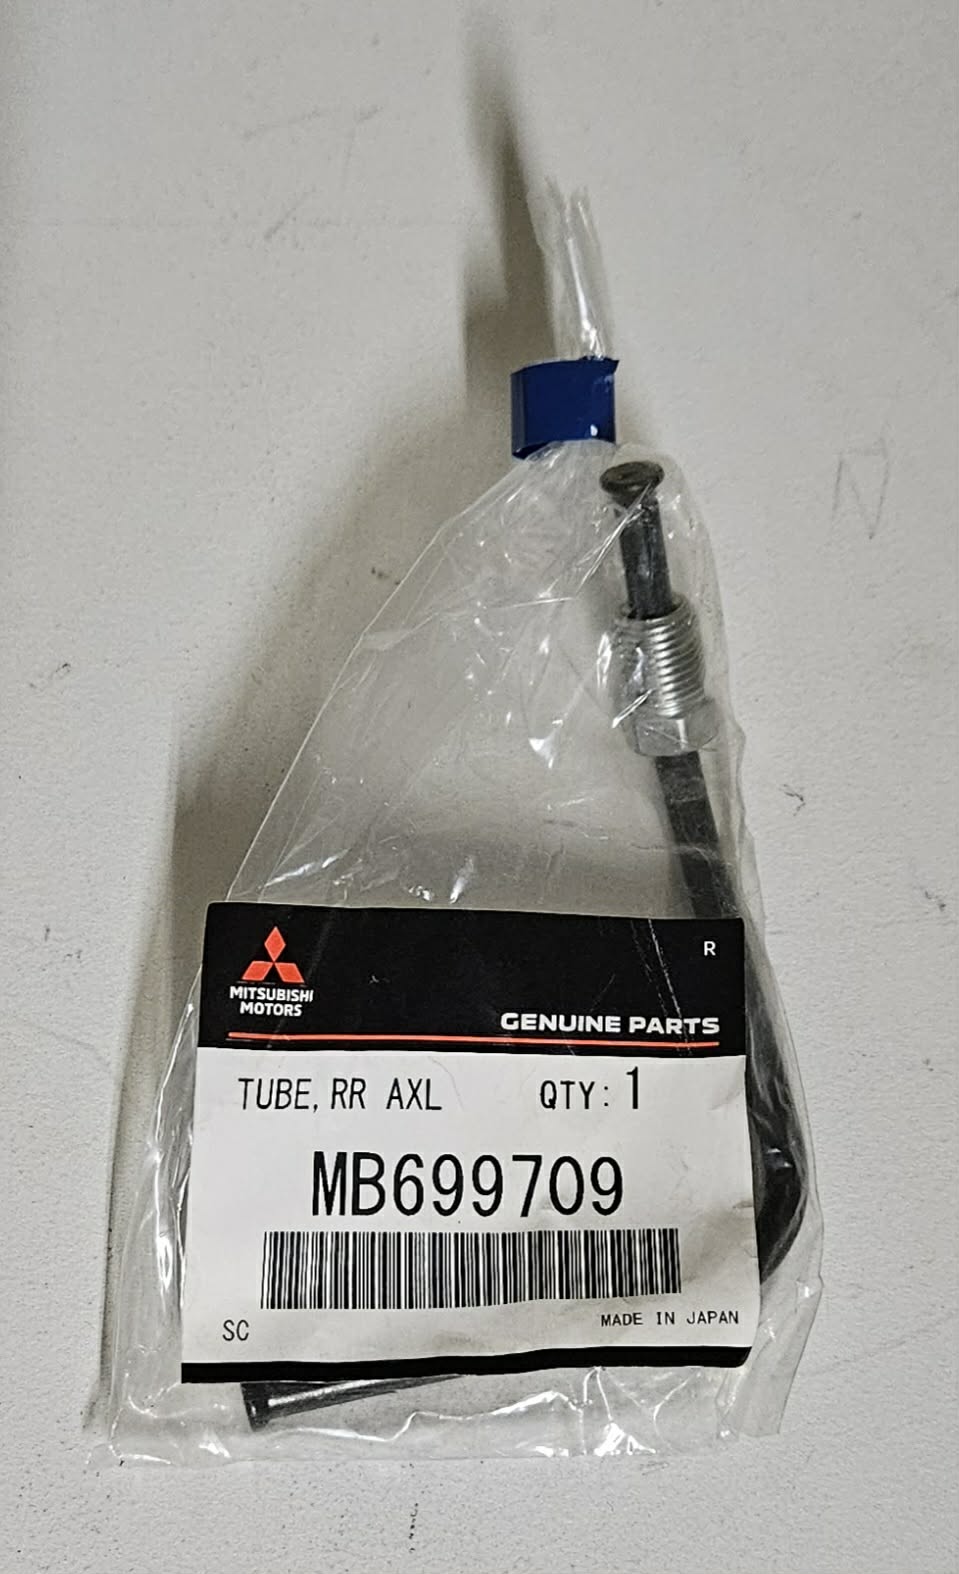 R
MITSUBISHI
MOTORS
GENUINE PARTS
TUBE, RR AXL QTY: 1
MB699709
SC MADE IN JAPAN